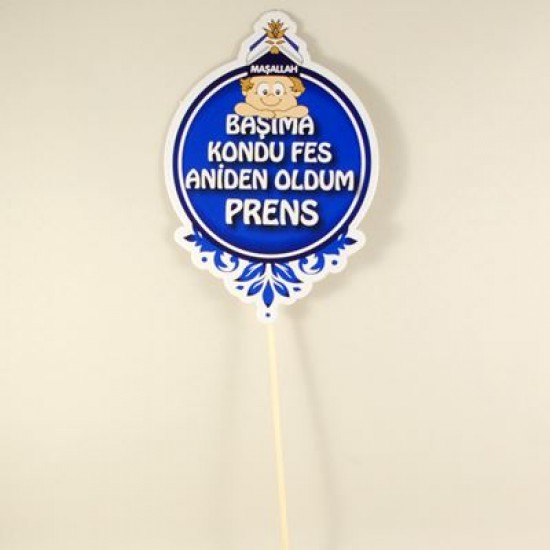 MAŞALLAH
BAŞIMA
KONDU FES
ANİDEN OLDUM
PRENS